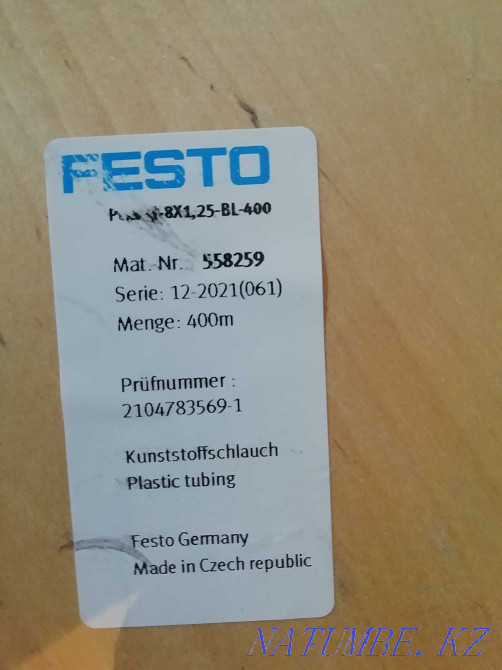 FESTO
-8X1,25-BL-400
Mat.-Nr. 558259
Serie: 12-2021(061)
Menge: 400m
Prüfnummer :
2104783569-1
Kunststoffschlauch
Plastic tubing
Festo Germany
Made in Czech republic
NATUMBE.KZ